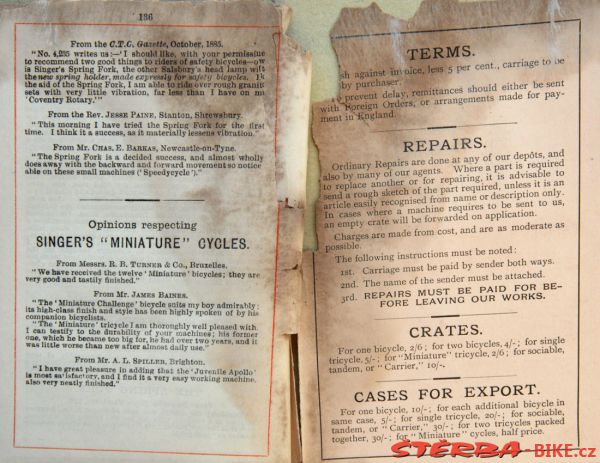 136
From the C.T.C. Gazette, October, 1885.
"No. 4,235 writes us:—'I should like, with your permission
to recommend two good things to riders of safety bicycles—
is Singer's Spring Fork, the other Salsbury's head lamp with
the new spring holder, made expressly for safety bicycles.
the aid of Spring Fork, I am able to ride over rough
sets with very little vibration, far less than I have on my
'Coventry Rotary.'"
From the Rev. JESSE PAINE, Stanton, Shrewsbury.
"This morning I have tried the Spring Fork for the first
time. I think it a success, as it materially lessens vibration."
From Mr. CHAS. E. BARKAS, Newcastle-on-Tyne.
"The Spring Fork is a decided success, and almost wholly
does away with the backward and forward movement so notice
able on these small machines ('Speedycycle')."
Opinions respecting
SINGER'S "MINIATURE" CYCLES.
From Messrs. R. B. TURNER & CO., Bruxelles.
"We have received the twelve 'Miniature' bicycles; they are
very good and tastily finished."
From Mr. JAMES BAINES.
"The 'Miniature Challenge' bicycle suits my boy admirably;
its high-class finish and style has been highly spoken of by his
companion bicyclists.
"The 'Miniature' tricycle I am thoroughly well pleased with
I can testify to the durability of your machines; his former
one, which he became too big for, he had over two years, and it
was little worse than new after almost daily use."
From Mr. A. L. SPILLER, Brighton.
"I have great pleasure in adding that the 'Juvenile Apollo'
is most satisfactory, and I find it a very easy working machine,
also very neatly finished."
TERMS.
sh against invoice, less 5 per cent., carriage to be
by purchaser.
prevent delay, remittances should either be sent
with Foreign Orders, or arrangements made for pay-
ment in England.
REPAIRS.
Ordinary Repairs are done at any of our depôts, and
also by many of our agents. Where a part is required
to replace another or for repairing, it is advisable to
send a rough sketch of the part required, unless it is an
article easily recognised from name or description only.
In cases where a machine requires to be sent to us,
an empty crate will be forwarded on application.
Charges are made from cost, and are as moderate as
possible.
The following instructions must be noted:
1st. Carriage must be paid by sender both ways.
2nd. The name of the sender must be attached.
3rd. REPAIRS MUST BE PAID FOR BE-
FORE LEAVING OUR WORKS.
CRATES.
For one bicycle, 2/6; for two bicycles, 4/-; for single
tricycle, 5/-; for "Miniature" tricycle, 2/6; for sociable,
tandem, or "Carrier," 10/-.
CASES FOR EXPORT.
For one bicycle, 10/-; for each additional bicycle in
same case, 5/-; for single tricycle, 20/-; for sociable,
tandem, or "Carrier," 30/-; for two tricycles packed
together, 30/-; for "Miniature" cycles, half price.
ŠTĚRBA-BIKE.cz